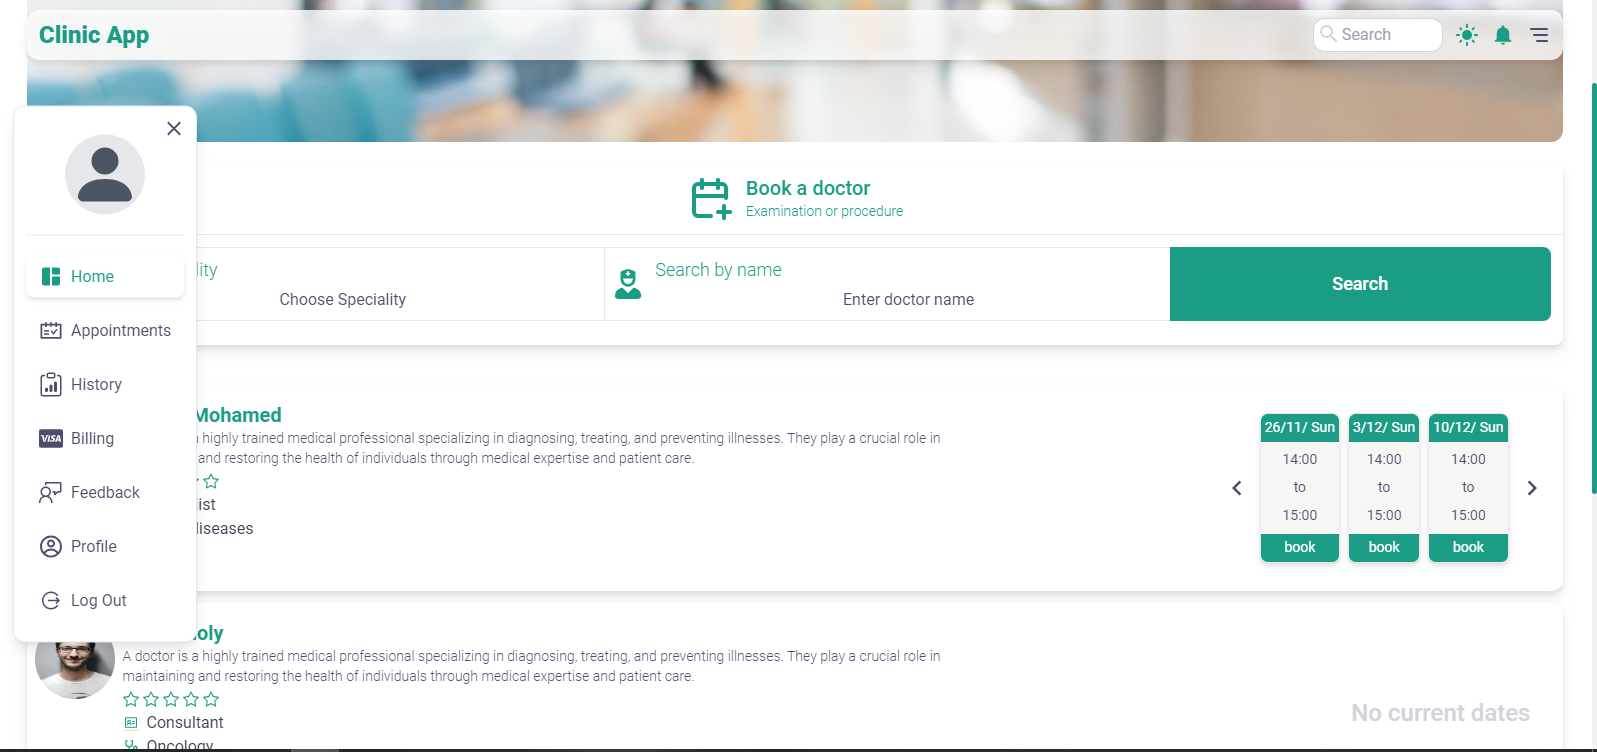 Clinic App
Search
Book a doctor
Examination or procedure
Home
Appointments
History
VISA Billing
Feedback
Profile
Log Out
Choose Speciality
Search by name
Enter doctor name
Search
Mohamed
highly trained medical professional specializing in diagnosing, treating, and preventing illnesses. They play a crucial role in
and restoring the health of individuals through medical expertise and patient care.
26/11/ Sun
14:00
to
15:00
book
3/12/ Sun
14:00
to
15:00
book
10/12/ Sun
14:00
to
15:00
book
A doctor is a highly trained medical professional specializing in diagnosing, treating, and preventing illnesses. They play a crucial role in
maintaining and restoring the health of individuals through medical expertise and patient care.
Consultant
Oncology
No current dates